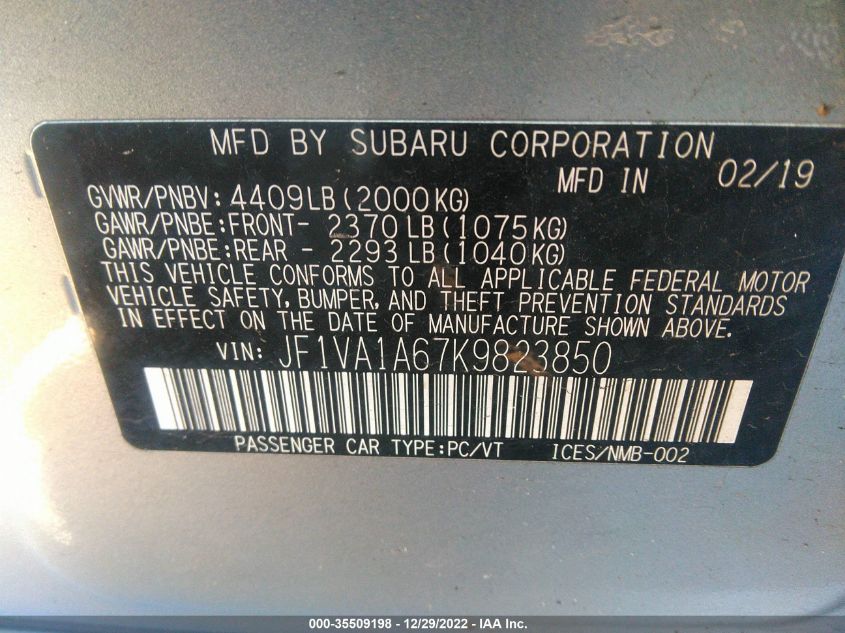 MFD BY SUBARU CORPORATION
MFD IN 02/19
GVWR/PNBV: 4409LB(2000KG)
GAWR/PNBE:FRONT- 2370LB(1075KG)
GAWR/PNBE:REAR - 2293LB(1040KG)
THIS VEHICLE CONFORMS TO ALL APPLICABLE FEDERAL MOTOR
VEHICLE SAFETY, BUMPER, AND THEFT PREVENTION STANDARDS
IN EFFECT ON THE DATE OF MANUFACTURE SHOWN ABOVE.
VIN: JF1VA1A67K9823850
PASSENGER CAR TYPE:PC/VT ICES/NMB-002
000-35509198 - 12/29/2022 - IAA Inc.